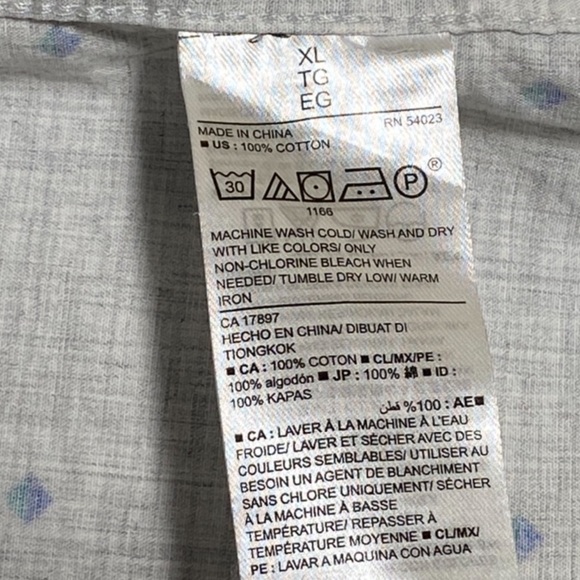 XL
TG
EG
MADE IN CHINA RN 54023
■ US : 100% COTTON
30 P ®
1166
MACHINE WASH COLD/ WASH AND DRY
WITH LIKE COLORS/ ONLY
NON-CHLORINE BLEACH WHEN
NEEDED/ TUMBLE DRY LOW/ WARM
IRON
CA 17897
HECHO EN CHINA/ DIBUAT DI
TIONGKOK
■ CA : 100% COTON ■ CL/MX/PE :
100% algodón ■ JP : 100% 綿 ■ ID :
100% KAPAS
■AE : 100% قطن
■ CA : LAVER À LA MACHINE À L'EAU
FROIDE/ LAVER ET SÉCHER AVEC DES
COULEURS SEMBLABLES/ UTILISER AU
BESOIN UN AGENT DE BLANCHIMENT
SANS CHLORE UNIQUEMENT/ SÉCHER
À LA MACHINE À BASSE
TEMPÉRATURE/ REPASSER À
TEMPÉRATURE MOYENNE ■ CL/MX/
PE : LAVAR A MAQUINA CON AGUA